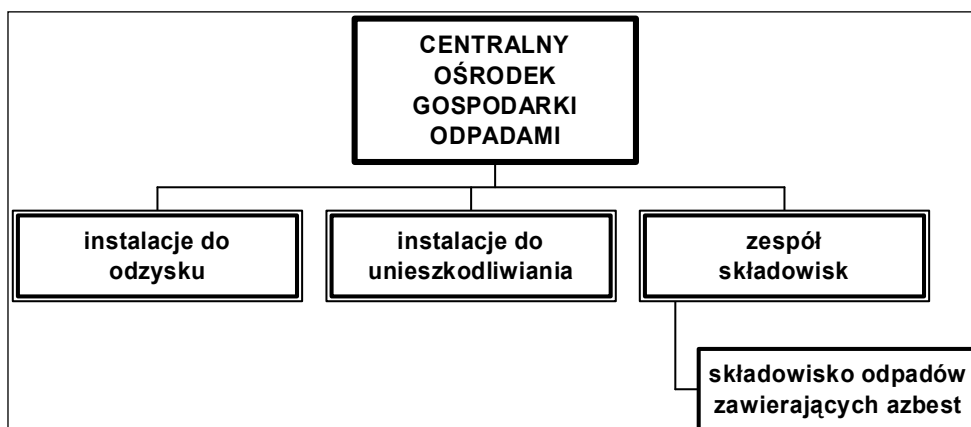 CENTRALNY
OŚRODEK
GOSPODARKI
ODPADAMI
instalacje do
odzysku
instalacje do
unieszkodliwiania
zespół
składowisk
składowisko odpadów
zawierających azbest